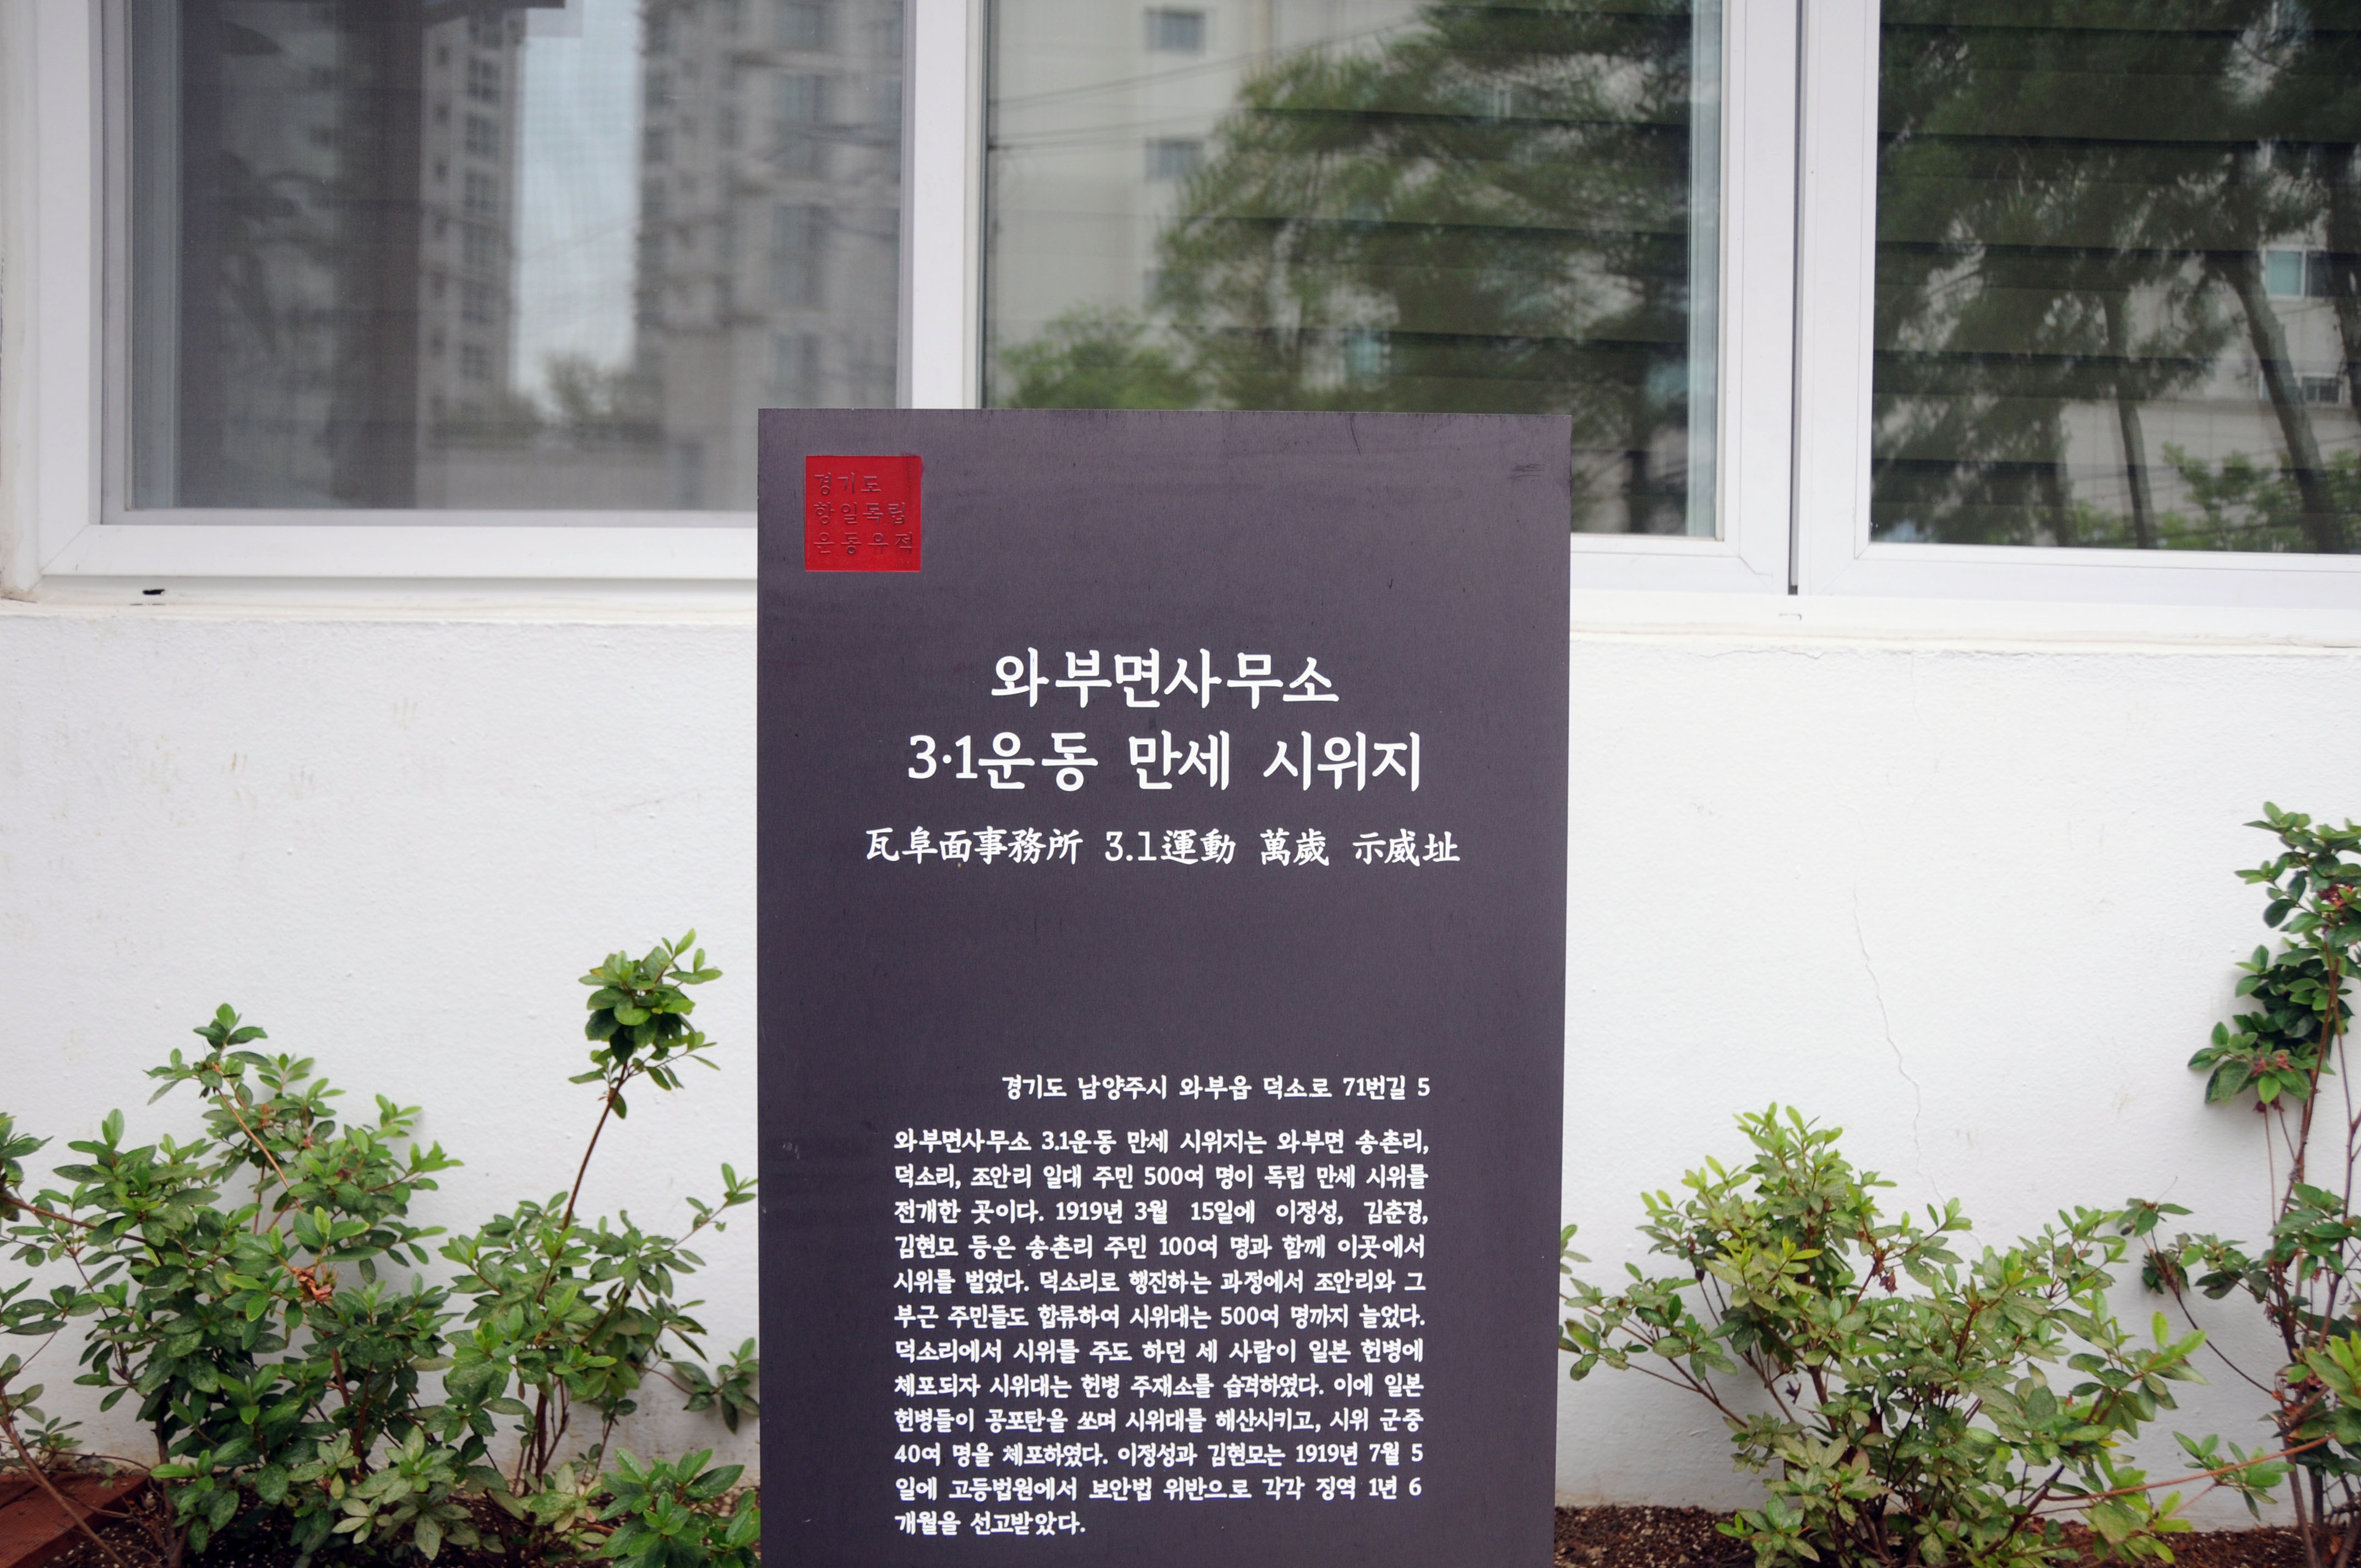 경기도
항일독립
운동유적
와부면사무소
3·1운동 만세 시위지
瓦阜面事務所 3.1運動 萬歲 示威址
경기도 남양주시 와부읍 덕소로 71번길 5
와부면사무소 3.1운동 만세 시위지는 와부면 송촌리,
덕소리, 조안리 일대 주민 500여 명이 독립 만세 시위를
전개한 곳이다. 1919년 3월 15일에 이정성, 김춘경,
김현모 등은 송촌리 주민 100여 명과 함께 이곳에서
시위를 벌였다. 덕소리로 행진하는 과정에서 조안리와 그
부근 주민들도 합류하여 시위대는 500여 명까지 늘었다.
덕소리에서 시위를 주도 하던 세 사람이 일본 헌병에
체포되자 시위대는 헌병 주재소를 습격하였다. 이에 일본
헌병들이 공포탄을 쏘며 시위대를 해산시키고, 시위 군중
40여 명을 체포하였다. 이정성과 김현모는 1919년 7월 5
일에 고등법원에서 보안법 위반으로 각각 징역 1년 6
개월을 선고받았다.